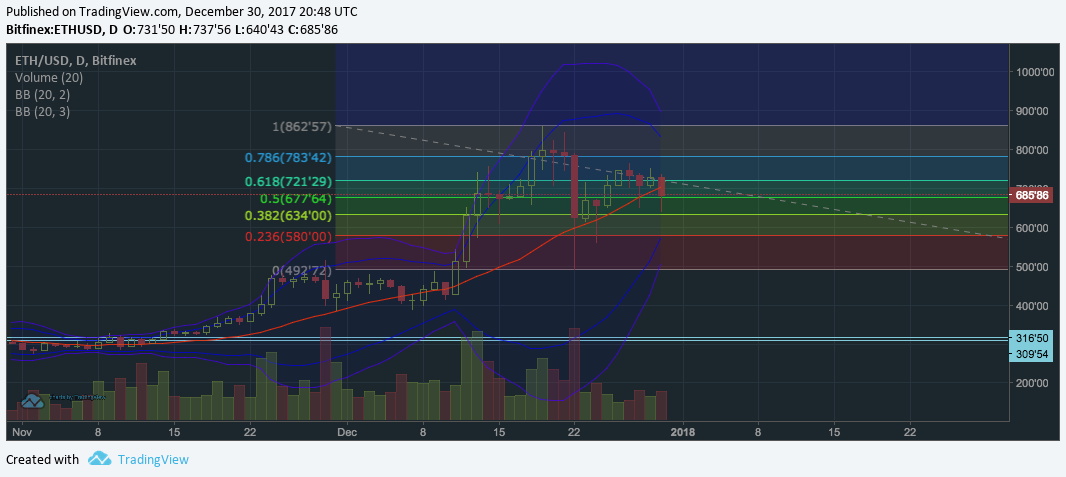 Published on TradingView.com, December 30, 2017 20:48 UTC
Bitfinex:ETHUSD, D O:731'50 H:737'56 L:640'43 C:685'86
ETH/USD, D, Bitfinex
Volume (20)
BB (20, 2)
BB (20, 3)
1000'00
900'00
1(862'57)
800'00
0.786(783'42)
0.618(721'29)
685'86
0.5(677'64)
0.382(634'00)
600'00
0.236(580'00)
0(492'72)
500'00
400'00
316'50
309'54
200'00
Nov 8 15 22 Dec 8 15 22 2018 8 15 22
Created with TradingView